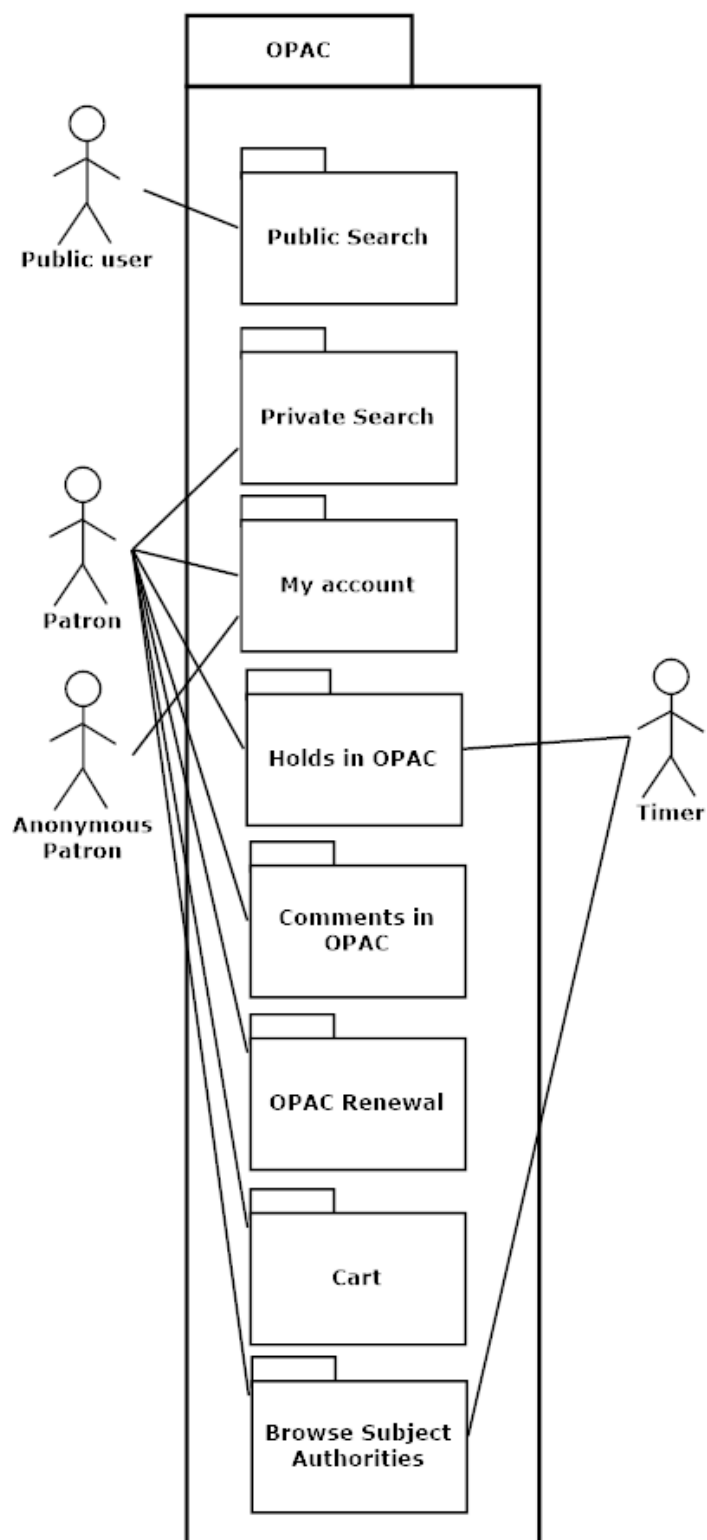 OPAC
Public user
Public Search
Private Search
Patron
My account
Anonymous
Patron
Holds in OPAC
Timer
Comments in
OPAC
OPAC Renewal
Cart
Browse Subject
Authorities